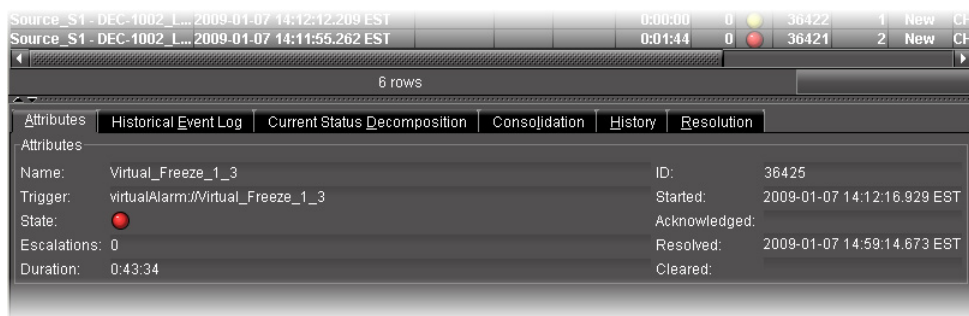 Source_S1 - DEC-1002_L... 2009-01-07 14:12:12.209 EST 0:00:00 0 36422 1 New CH
Source_S1 - DEC-1002_L... 2009-01-07 14:11:55.262 EST 0:01:44 0 36421 2 New CH
6 rows
Attributes Historical Event Log Current Status Decomposition Consolidation History Resolution
Attributes
Name: Virtual_Freeze_1_3 ID: 36425
Trigger: virtualAlarm://Virtual_Freeze_1_3 Started: 2009-01-07 14:12:16.929 EST
State: Acknowledged:
Escalations: 0 Resolved: 2009-01-07 14:59:14.673 EST
Duration: 0:43:34 Cleared: